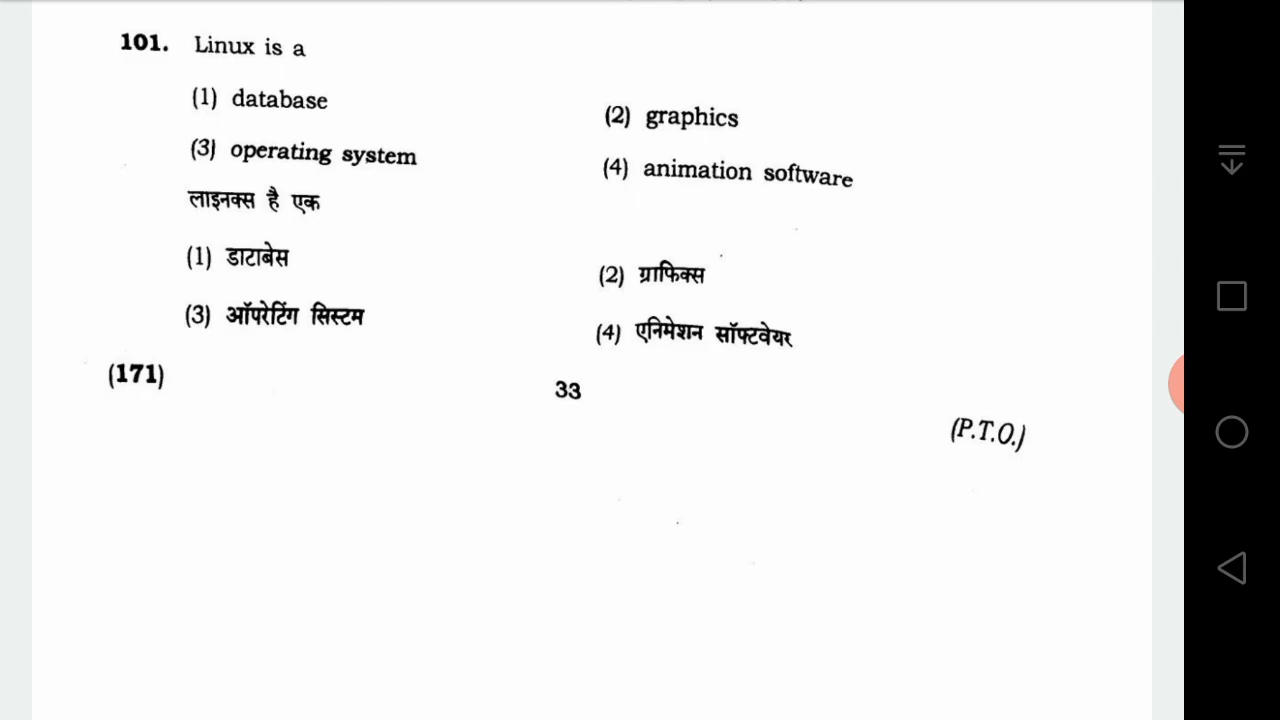 101. Linux is a
(1) database (2) graphics
(3) operating system (4) animation software
लाइनक्स है एक
(1) डाटाबेस (2) ग्राफिक्स
(3) ऑपरेटिंग सिस्टम (4) एनिमेशन सॉफ्टवेयर
(171) 33 (P.T.O.)